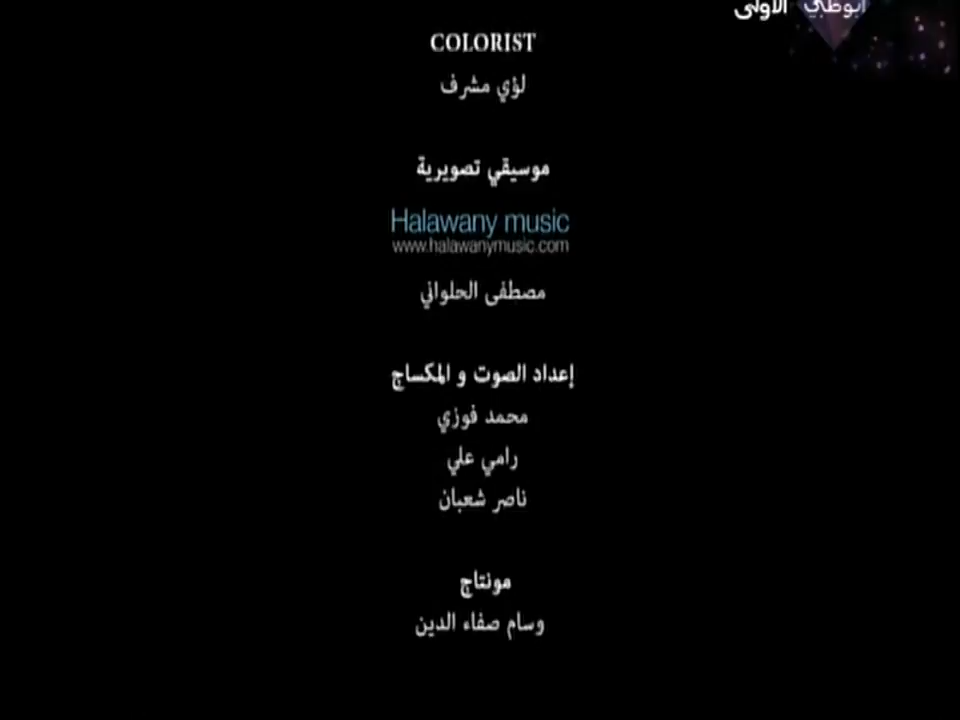 أبوظبي الأولى
COLORIST
لؤي مشرف
موسيقي تصويرية
Halawany music
www.halawanymusic.com
مصطفى الحلواني
إعداد الصوت و المكساج
محمد فوزي
رامي علي
ناصر شعبان
مونتاج
وسام صفاء الدين